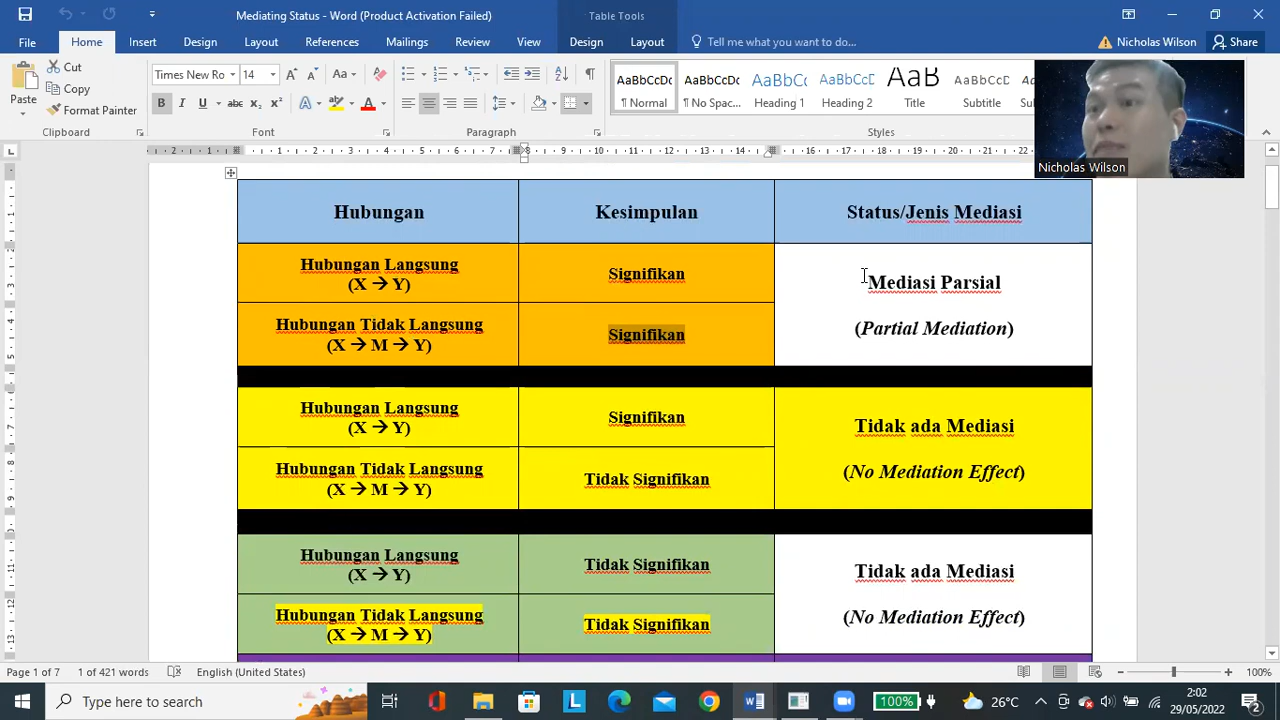 Mediating Status - Word (Product Activation Failed)
Table Tools
File
Home
Insert
Design
Layout
References
Mailings
Review
View
Help
Design
Layout
Tell me what you want to do...
Nicholas Wilson
Share
Paste
Cut
Copy
Format Painter
Clipboard
Times New Ro
14
Font
Paragraph
AaBbCcDc
¶ Normal
AaBbCcDc
¶ No Spac...
AaBbCc
Heading 1
AaBbCcD
Heading 2
AaB
Title
AaBbCcD
Subtitle
Styles
Nicholas Wilson
Hubungan
Kesimpulan
Status/Jenis Mediasi
Hubungan Langsung
(X → Y)
Signifikan
Mediasi Parsial
(Partial Mediation)
Hubungan Tidak Langsung
(X → M → Y)
Signifikan
Hubungan Langsung
(X → Y)
Signifikan
Tidak ada Mediasi
(No Mediation Effect)
Hubungan Tidak Langsung
(X → M → Y)
Tidak Signifikan
Hubungan Langsung
(X → Y)
Tidak Signifikan
Tidak ada Mediasi
(No Mediation Effect)
Hubungan Tidak Langsung
(X → M → Y)
Tidak Signifikan
Page 1 of 7
1 of 421 words
English (United States)
100%
Type here to search
100%
26°C
2:02
29/05/2022